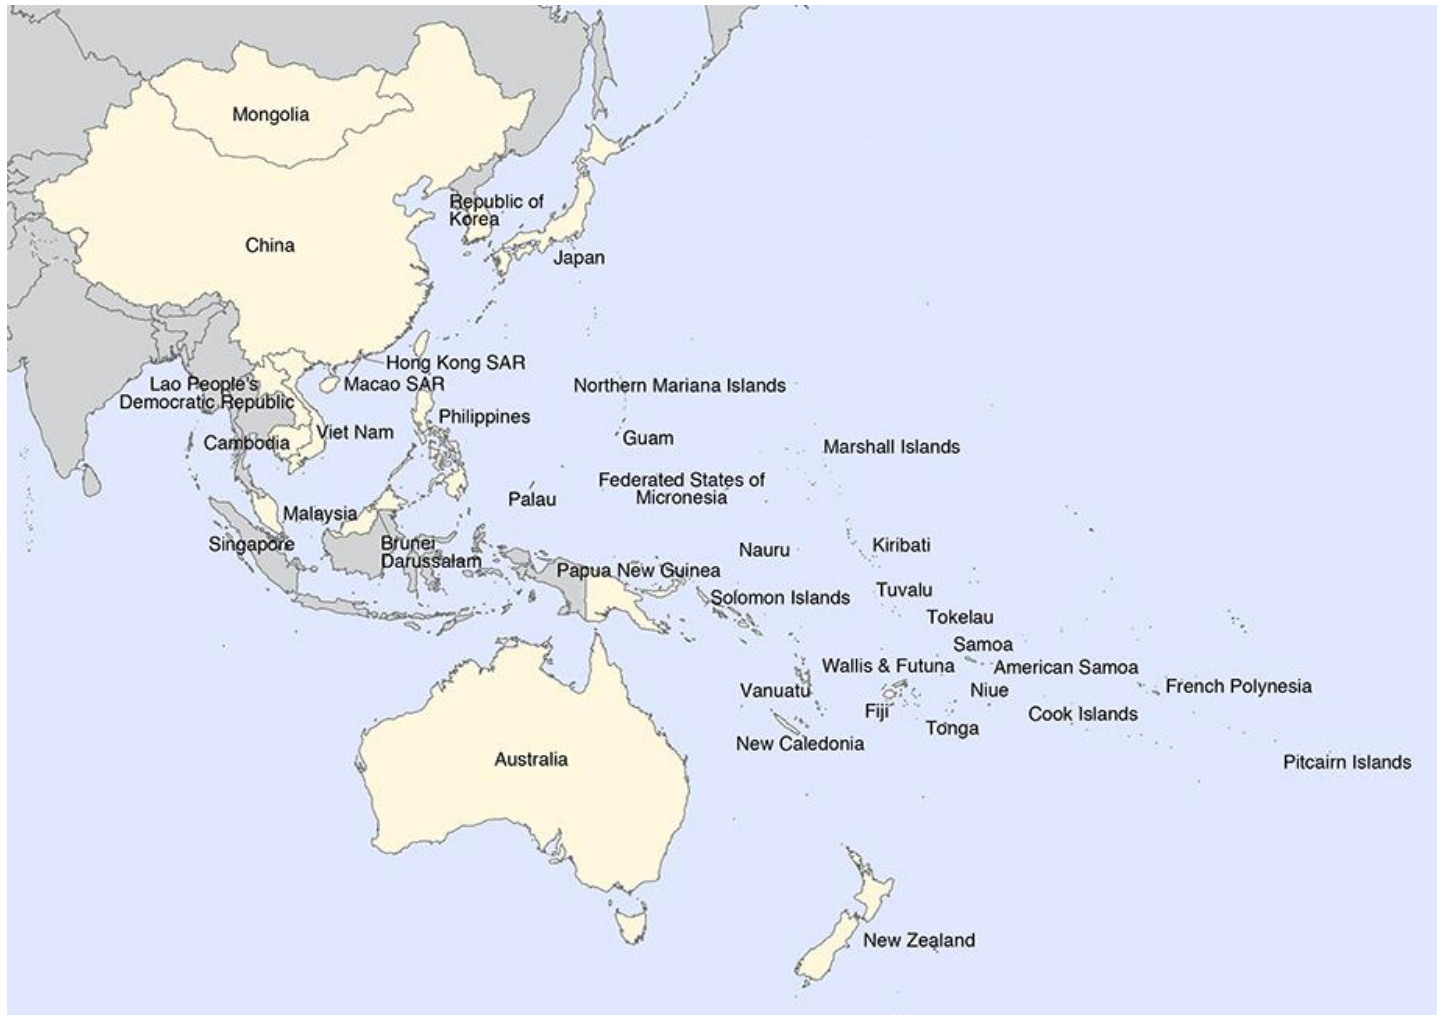 Mongolia
Republic of
Korea
China
Japan
Hong Kong SAR
Lao People's
Democratic Republic
Macao SAR
Northern Mariana Islands
Philippines
Viet Nam
Cambodia
Guam
Marshall Islands
Federated States of
Micronesia
Palau
Malaysia
Singapore
Brunei
Darussalam
Nauru
Kiribati
Papua New Guinea
Solomon Islands
Tuvalu
Tokelau
Samoa
Wallis & Futuna
American Samoa
Vanuatu
Niue
French Polynesia
Fiji
Cook Islands
Tonga
New Caledonia
Australia
Pitcairn Islands
New Zealand